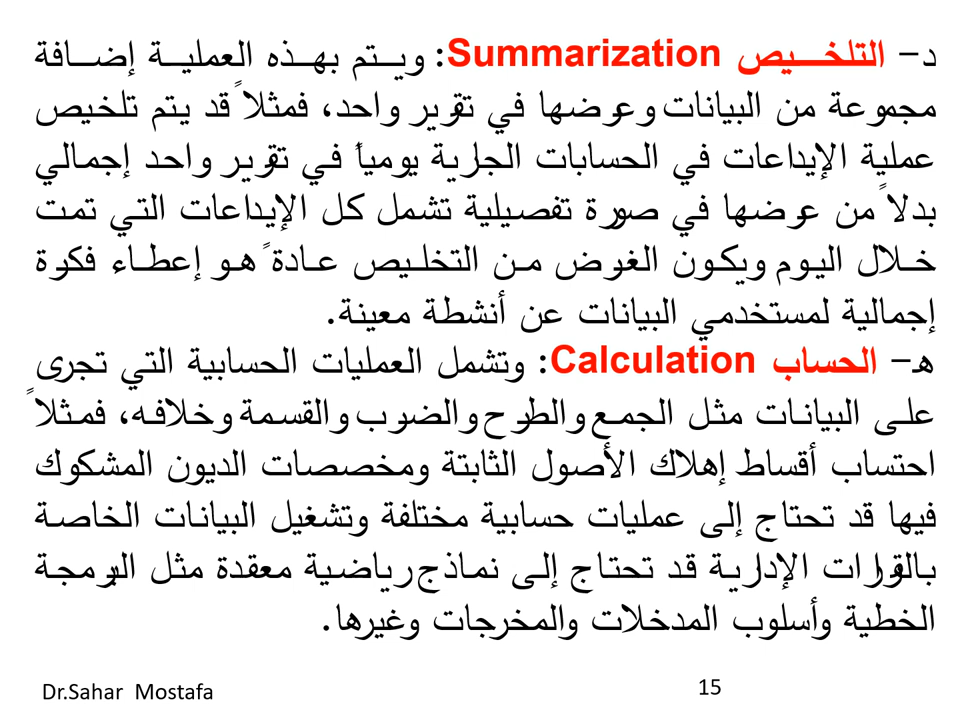 د- التلخيص Summarization: ويتم بهذه العملية إضافة
مجموعة من البيانات وعرضها في تقرير واحد، فمثلاً قد يتم تلخيص
عملية الإيداعات في الحسابات الجارية يومياً في تقرير واحد إجمالي
بدلاً من عرضها في صورة تفصيلية تشمل كل الإيداعات التي تمت
خلال اليوم ويكون الغرض من التخليص عادة ً هو إعطاء فكرة
إجمالية لمستخدمي البيانات عن أنشطة معينة.
هـ- الحساب Calculation: وتشمل العمليات الحسابية التي تجرى
على البيانات مثل الجمع والطرح والضرب والقسمة وخلافه، فمثلاً
احتساب أقساط إهلاك الأصول الثابتة ومخصصات الديون المشكوك
فيها قد تحتاج إلى عمليات حسابية مختلفة وتشغيل البيانات الخاصة
بالقرارات الإدارية قد تحتاج إلى نماذج رياضية معقدة مثل البرمجة
الخطية وأسلوب المدخلات والمخرجات وغيرها.
Dr.Sahar Mostafa
15